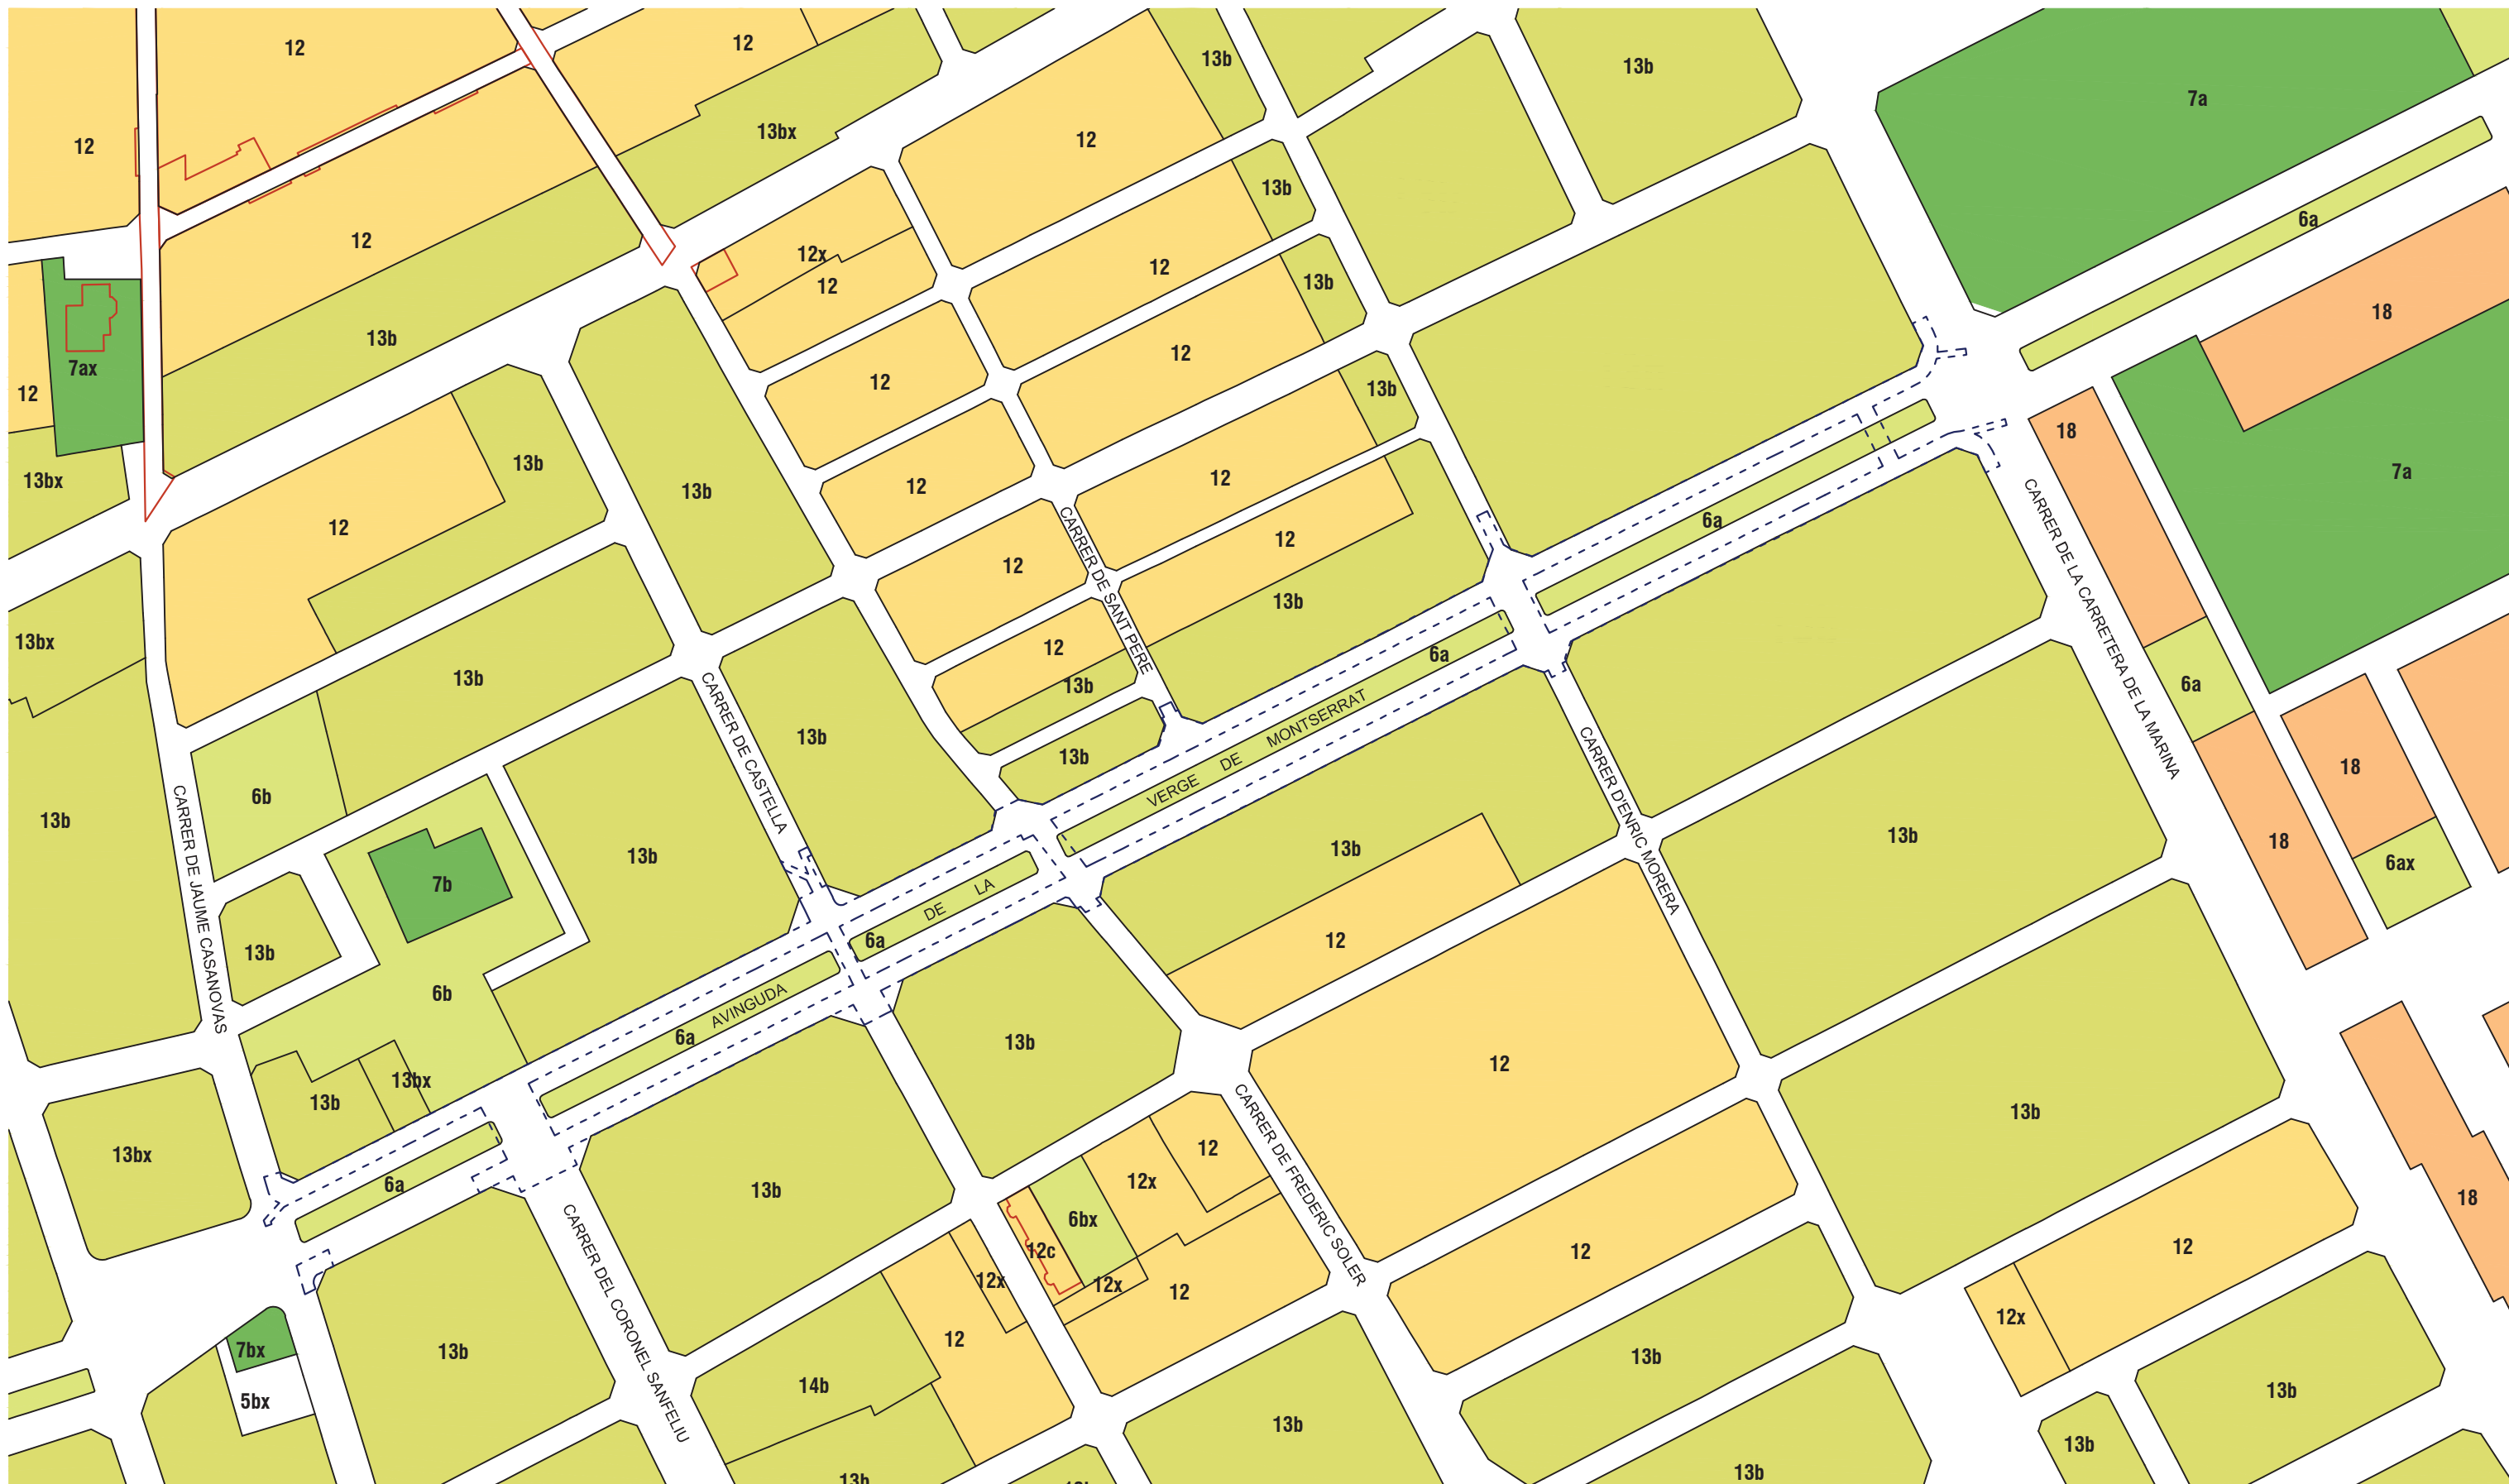 12
12
13b
13b
7a
13bx
12
12
13b
6a
12
12x
12
12
13b
18
12
13b
12
7ax
12
12
13b
18
13b
12
7a
13bx
13b
12
12
12
6a
12
12
13b
CARRER DE SANT PERE
13bx
12
6a
13b
13b
6a
VERGE DE MONTSERRAT
13b
13b
18
6b
13b
CARRER DE CASTELLA
CARRER D'ENRIC MORERA
CARRER DE LA CARRETERA DE LA MARINA
13b
13b
13b
13b
18
6ax
7b
DE LA
CARRER DE JAUME CASANOVAS
13b
6a
12
6b
AVINGUDA
6a
13b
12
13bx
13b
13b
13bx
12
6a
13b
12x
18
6bx
12c
12
12
12x
12x
12
CARRER DE FREDERIC SOLER
CARRER DEL CORONEL SANFELIU
12x
12
7bx
13b
13b
14b
13b
5bx
13b
13b
13b
13b